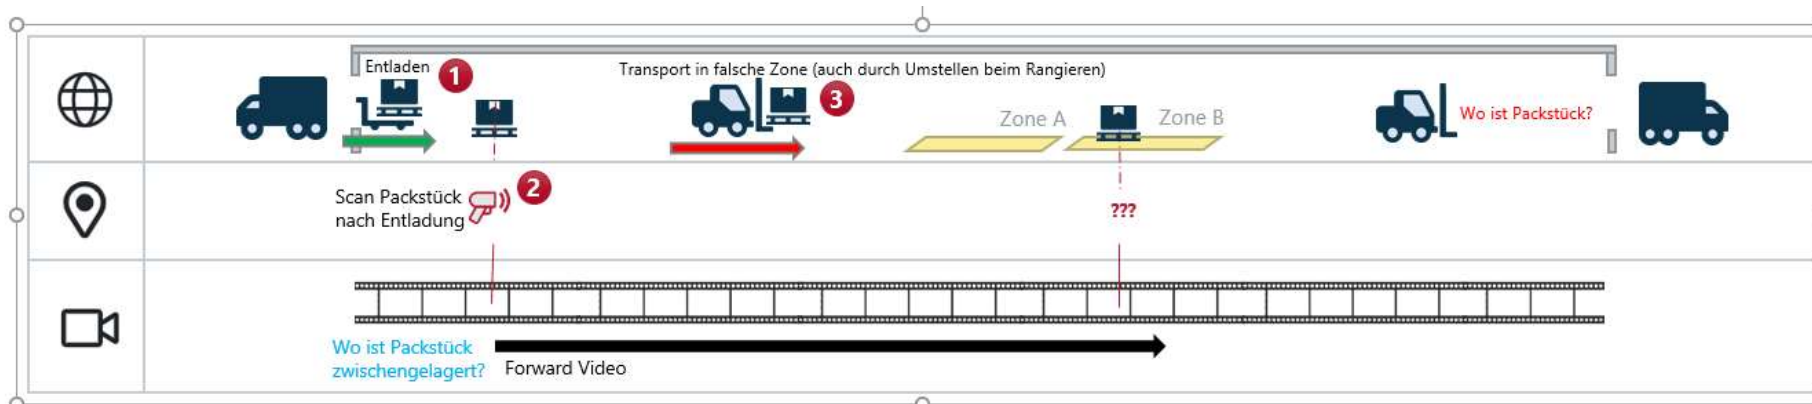 Entladen
1
Transport in falsche Zone (auch durch Umstellen beim Rangieren)
3
Zone A
Zone B
Wo ist Packstück?
Scan Packstück
nach Entladung
2
???
Wo ist Packstück
zwischengelagert?
Forward Video